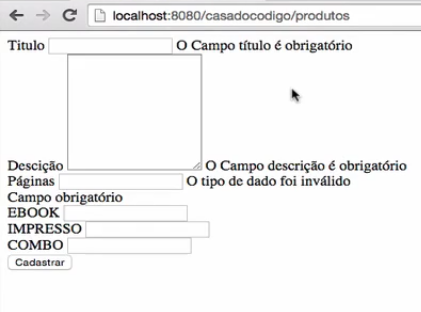 localhost:8080/casadocodigo/produtos
Titulo O Campo título é obrigatório
Descição O Campo descrição é obrigatório
Páginas O tipo de dado foi inválido
Campo obrigatório
EBOOK
IMPRESSO
COMBO
Cadastrar